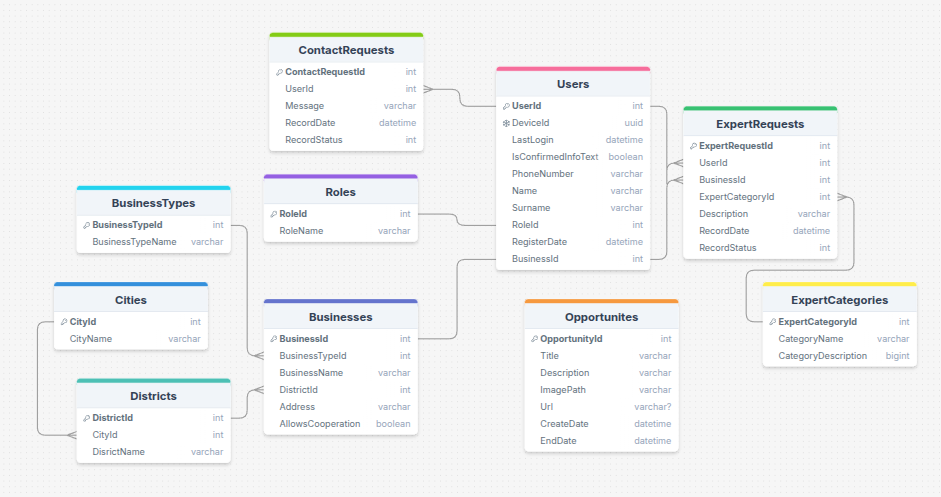 ContactRequests
ContactRequestId int
UserId int
Message varchar
RecordDate datetime
RecordStatus int
Users
UserId int
DeviceId uuid
LastLogin datetime
IsConfirmedInfoText boolean
PhoneNumber varchar
Name varchar
Surname varchar
RoleId int
RegisterDate datetime
BusinessId int
ExpertRequests
ExpertRequestId int
UserId int
BusinessId int
ExpertCategoryId int
Description varchar
RecordDate datetime
RecordStatus int
Roles
RoleId int
RoleName varchar
BusinessTypes
BusinessTypeId int
BusinessTypeName varchar
Cities
CityId int
CityName varchar
Businesses
BusinessId int
BusinessTypeId int
BusinessName varchar
DistrictId int
Address varchar
AllowsCooperation boolean
Opportunites
OpportunityId int
Title varchar
Description varchar
ImagePath varchar
Url varchar?
CreateDate datetime
EndDate datetime
ExpertCategories
ExpertCategoryId int
CategoryName varchar
CategoryDescription bigint
Districts
DistrictId int
CityId int
DisrictName varchar